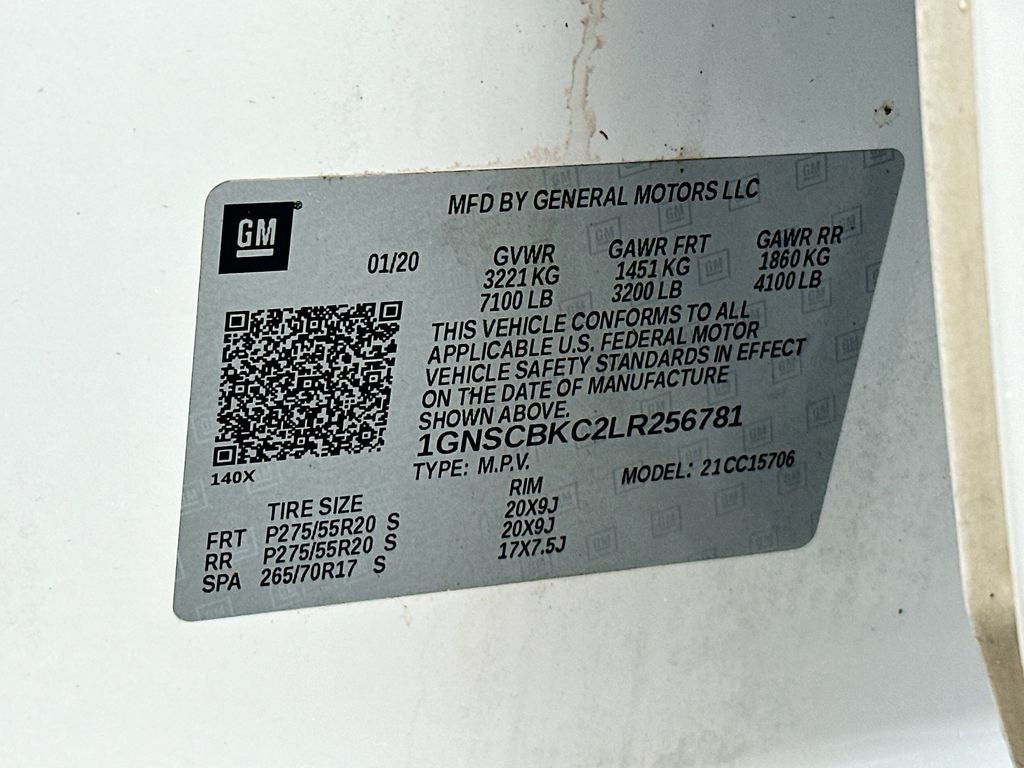 GM
MFD BY GENERAL MOTORS LLC
01/20
GVWR GAWR FRT GAWR RR
3221 KG 1451 KG 1860 KG
7100 LB 3200 LB 4100 LB
THIS VEHICLE CONFORMS TO ALL
APPLICABLE U.S. FEDERAL MOTOR
VEHICLE SAFETY STANDARDS IN EFFECT
ON THE DATE OF MANUFACTURE
SHOWN ABOVE.
1GNSCBKC2LR256781
140X
TYPE: M.P.V. MODEL: 21CC15706
TIRE SIZE RIM
FRT P275/55R20 S 20X9J
RR P275/55R20 S 20X9J
SPA 265/70R17 S 17X7.5J